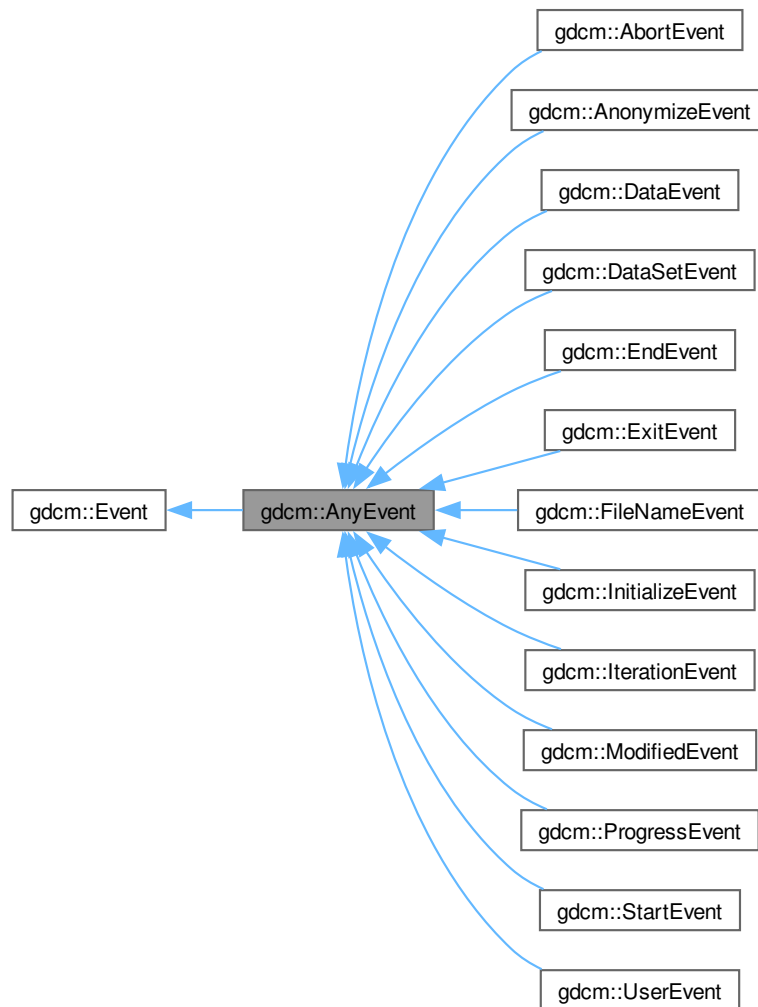 gdcm::AbortEvent
gdcm::AnonymizeEvent
gdcm::DataEvent
gdcm::DataSetEvent
gdcm::EndEvent
gdcm::ExitEvent
gdcm::Event
gdcm::AnyEvent
gdcm::FileNameEvent
gdcm::InitializeEvent
gdcm::IterationEvent
gdcm::ModifiedEvent
gdcm::ProgressEvent
gdcm::StartEvent
gdcm::UserEvent